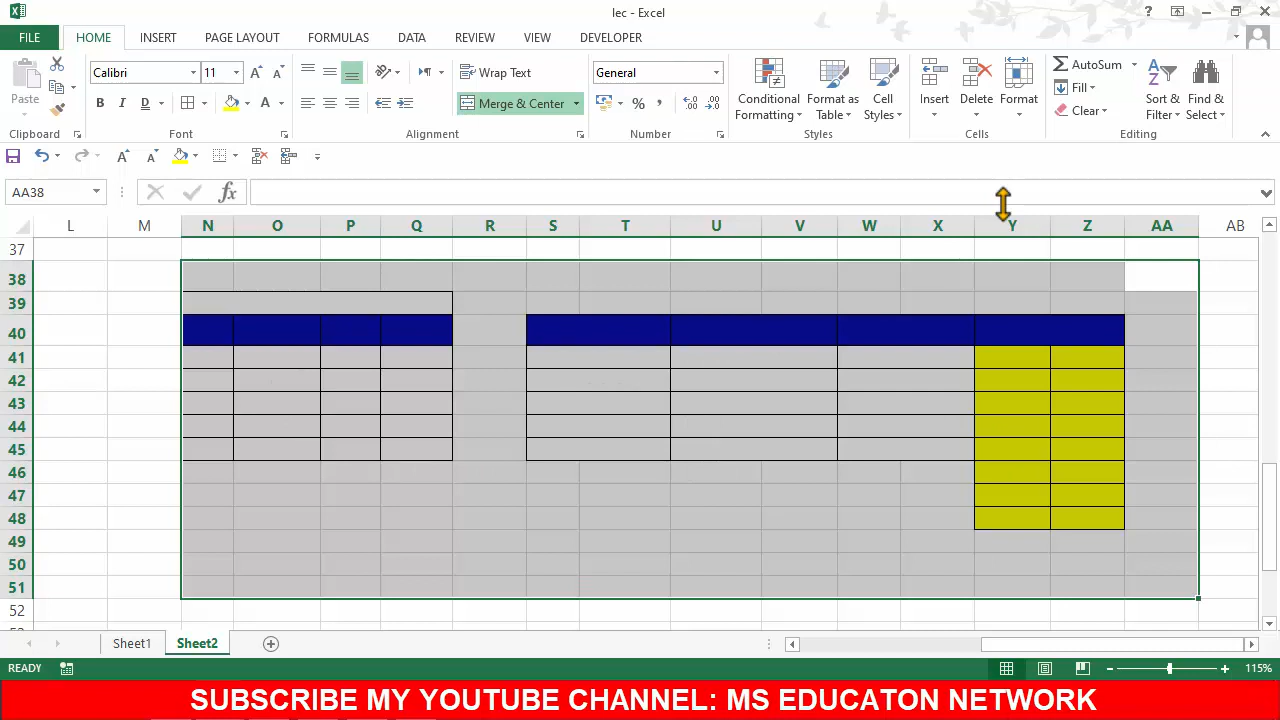 lec - Excel
FILE HOME INSERT PAGE LAYOUT FORMULAS DATA REVIEW VIEW DEVELOPER
Paste
Calibri 11
Wrap Text
General
Merge & Center
Conditional Formatting
Format as Table
Cell Styles
Insert
Delete
Format
AutoSum
Fill
Clear
Sort & Filter
Find & Select
Clipboard Font Alignment Number Styles Cells Editing
AA38
L M N O P Q R S T U V W X Y Z AA AB
37
38
39
40
41
42
43
44
45
46
47
48
49
50
51
52
Sheet1 Sheet2
READY 115%
SUBSCRIBE MY YOUTUBE CHANNEL: MS EDUCATON NETWORK